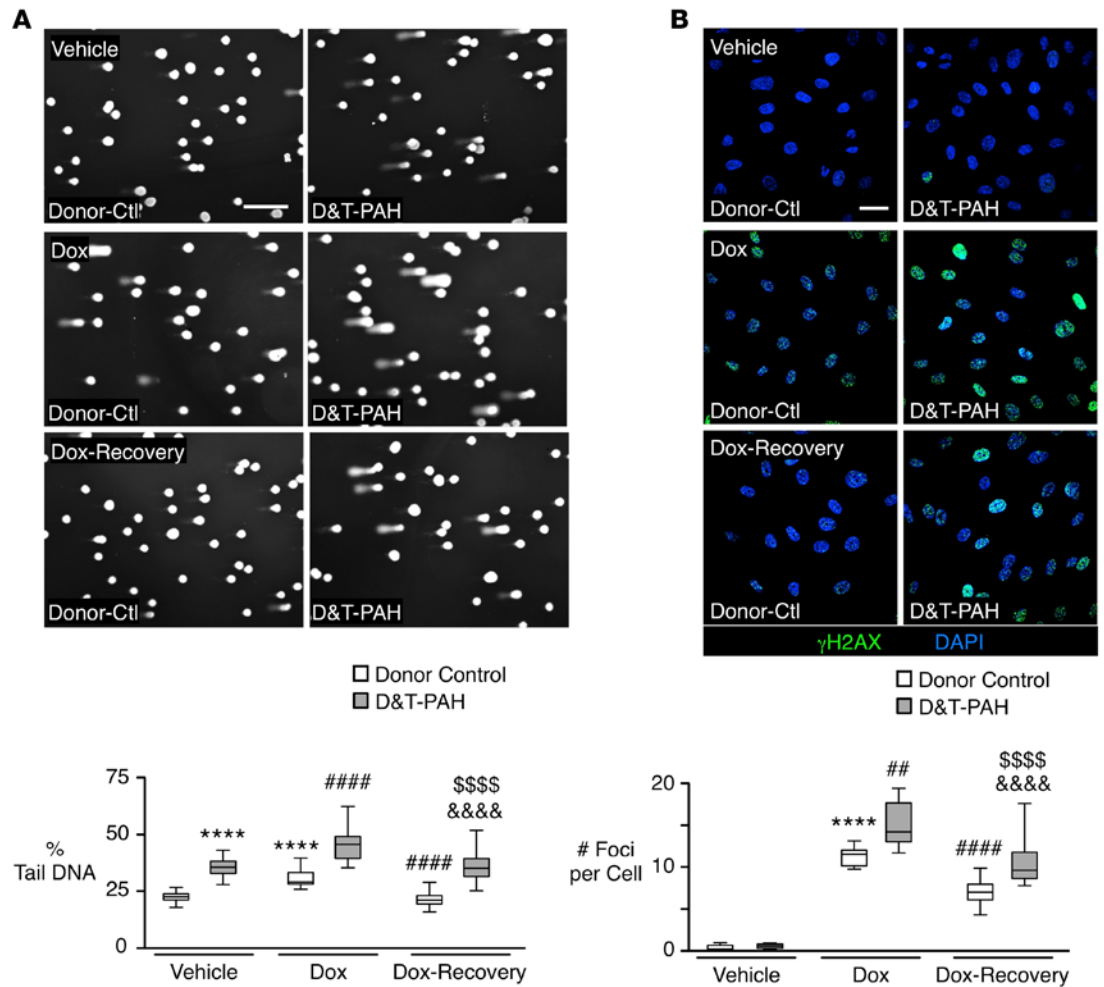 A
Vehicle
Donor-Ctl
D&T-PAH
Dox
Donor-Ctl
D&T-PAH
Dox-Recovery
Donor-Ctl
D&T-PAH
Donor Control
D&T-PAH
75
50
25
0
%
Tail DNA
****
****
####
####
$$$$
&&&&
Vehicle
Dox
Dox-Recovery
B
Vehicle
Donor-Ctl
D&T-PAH
Dox
Donor-Ctl
D&T-PAH
Dox-Recovery
Donor-Ctl
D&T-PAH
γH2AX DAPI
Donor Control
D&T-PAH
20
10
0
# Foci
per Cell
****
##
####
$$$$
&&&&
Vehicle
Dox
Dox-Recovery